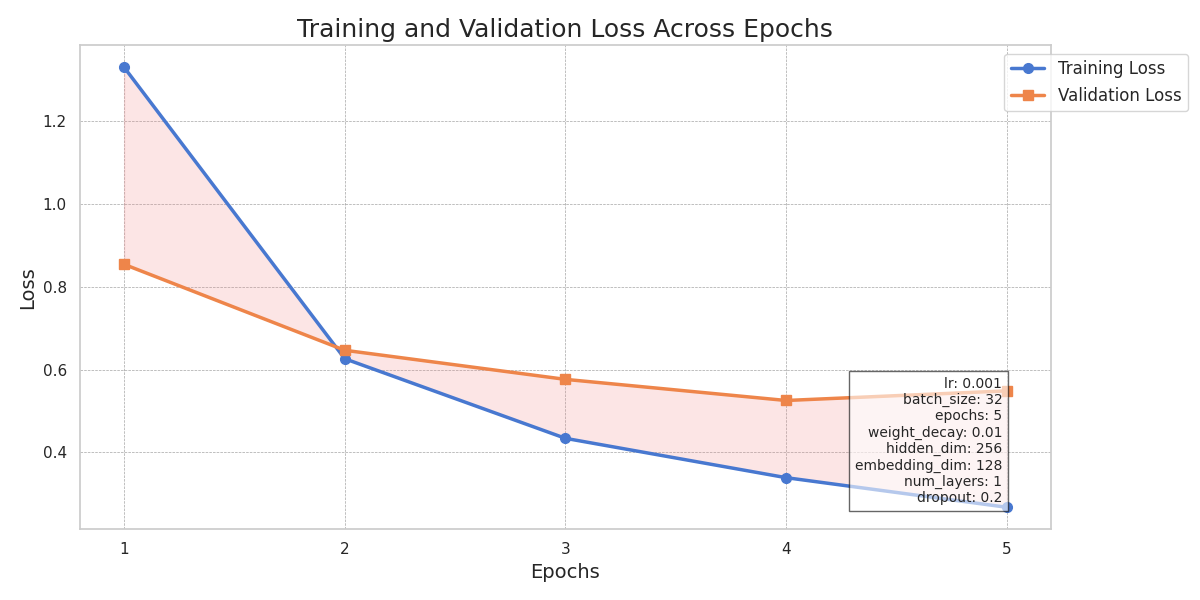 Training and Validation Loss Across Epochs
Training Loss
Validation Loss
1.2
1.0
0.8
0.6
0.4
Loss
lr: 0.001
batch_size: 32
epochs: 5
weight_decay: 0.01
hidden_dim: 256
embedding_dim: 128
num_layers: 1
dropout: 0.2
1 2 3 4 5
Epochs